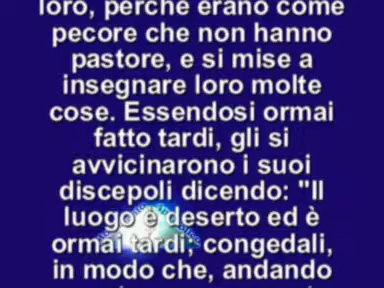 loro, perché erano come
pecore che non hanno
pastore, e si mise a
insegnare loro molte
cose. Essendosi ormai
fatto tardi, gli si
avvicinarono i suoi
discepoli dicendo: "Il
luogo è deserto ed è
ormai tardi; congedali,
in modo che, andando